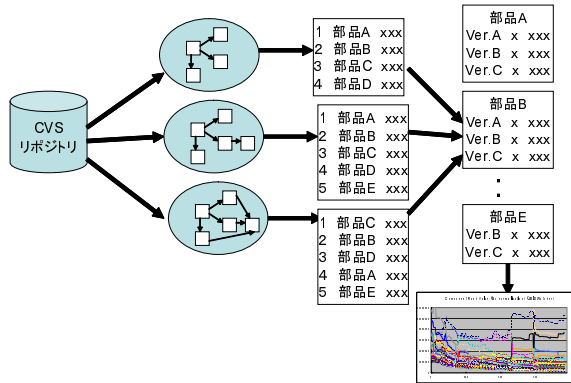 CVS
リポジトリ
1 部品A xxx
2 部品B xxx
3 部品C xxx
4 部品D xxx
1 部品A xxx
2 部品B xxx
3 部品C xxx
4 部品D xxx
5 部品E xxx
1 部品C xxx
2 部品B xxx
3 部品D xxx
4 部品A xxx
5 部品E xxx
部品A
Ver.A x xxx
Ver.B x xxx
Ver.C x xxx
部品B
Ver.A x xxx
Ver.B x xxx
Ver.C x xxx
部品E
Ver.B x xxx
Ver.C x xxx